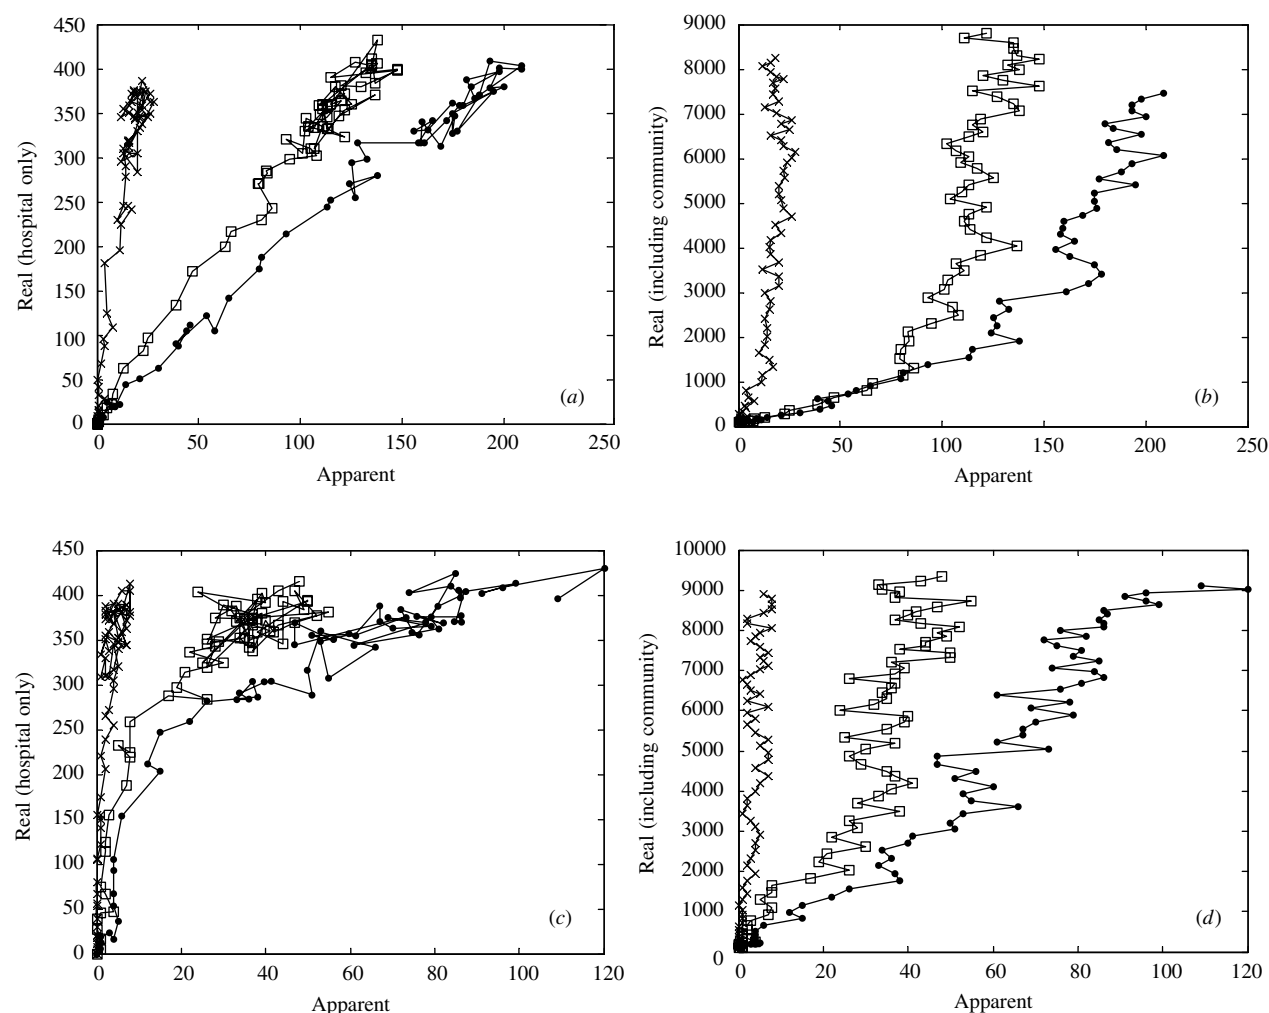 450
400
350
300
250
200
150
100
50
0
Real (hospital only)
0 50 100 150 200 250
Apparent
(a)
9000
8000
7000
6000
5000
4000
3000
2000
1000
0
Real (including community)
0 50 100 150 200 250
Apparent
(b)
450
400
350
300
250
200
150
100
50
0
Real (hospital only)
0 20 40 60 80 100 120
Apparent
(c)
10000
9000
8000
7000
6000
5000
4000
3000
2000
1000
0
Real (including community)
0 20 40 60 80 100 120
Apparent
(d)